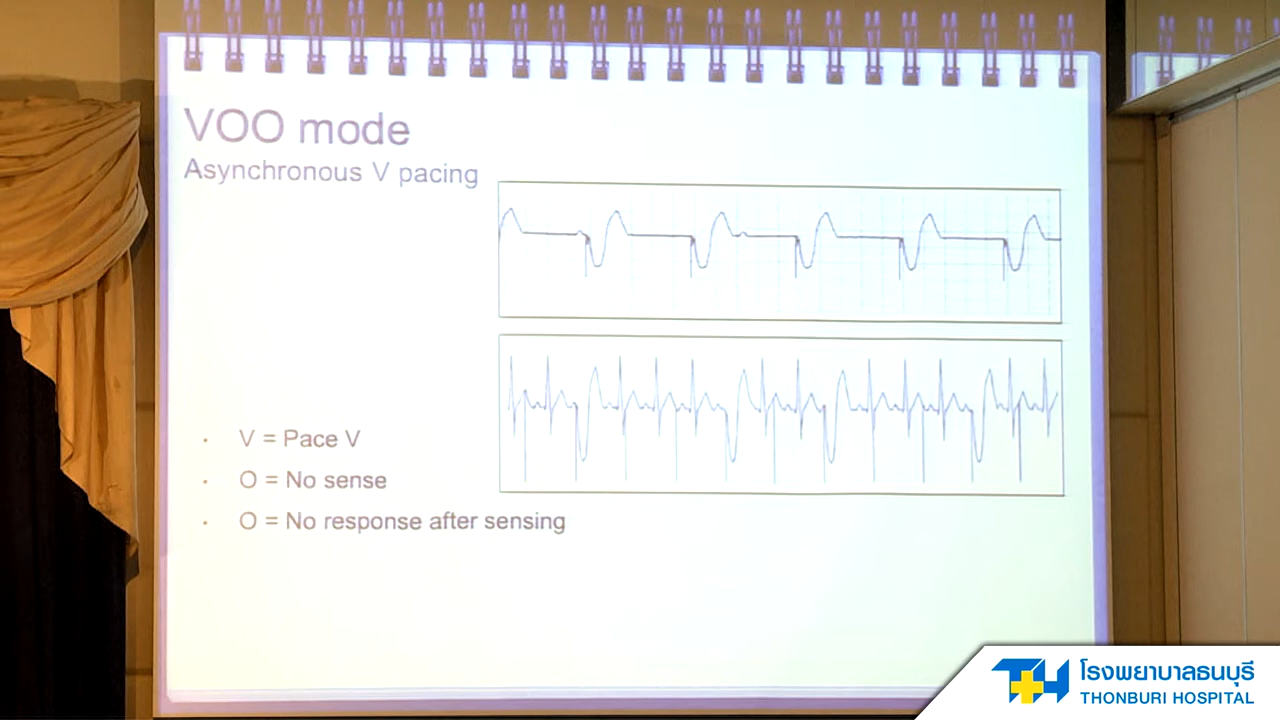 VOO mode
Asynchronous V pacing
• V = Pace V
• O = No sense
• O = No response after sensing
โรงพยาบาลธนบุรี
THONBURI HOSPITAL